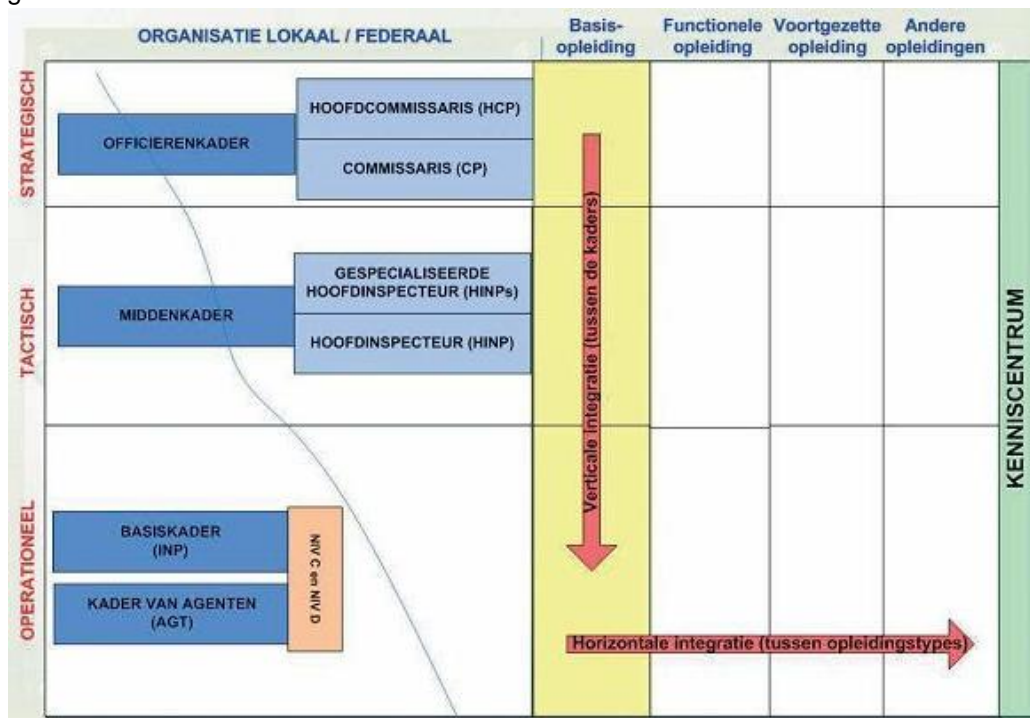 g
ORGANISATIE LOKAAL / FEDERAAL
Basis-
opleiding
Functionele
opleiding
Voortgezette
opleiding
Andere
opleidingen
STRATEGISCH
OFFICIERENKADER
HOOFDCOMMISSARIS (HCP)
COMMISSARIS (CP)
TACTISCH
MIDDENKADER
GESPECIALISEERDE
HOOFDINSPECTEUR (HINPs)
HOOFDINSPECTEUR (HINP)
OPERATIONEEL
BASISKADER
(INP)
KADER VAN AGENTEN
(AGT)
NIV C en NIV D
Verticale integratie (tussen de kaders)
Horizontale integratie (tussen opleidingstypes)
KENNISCENTRUM